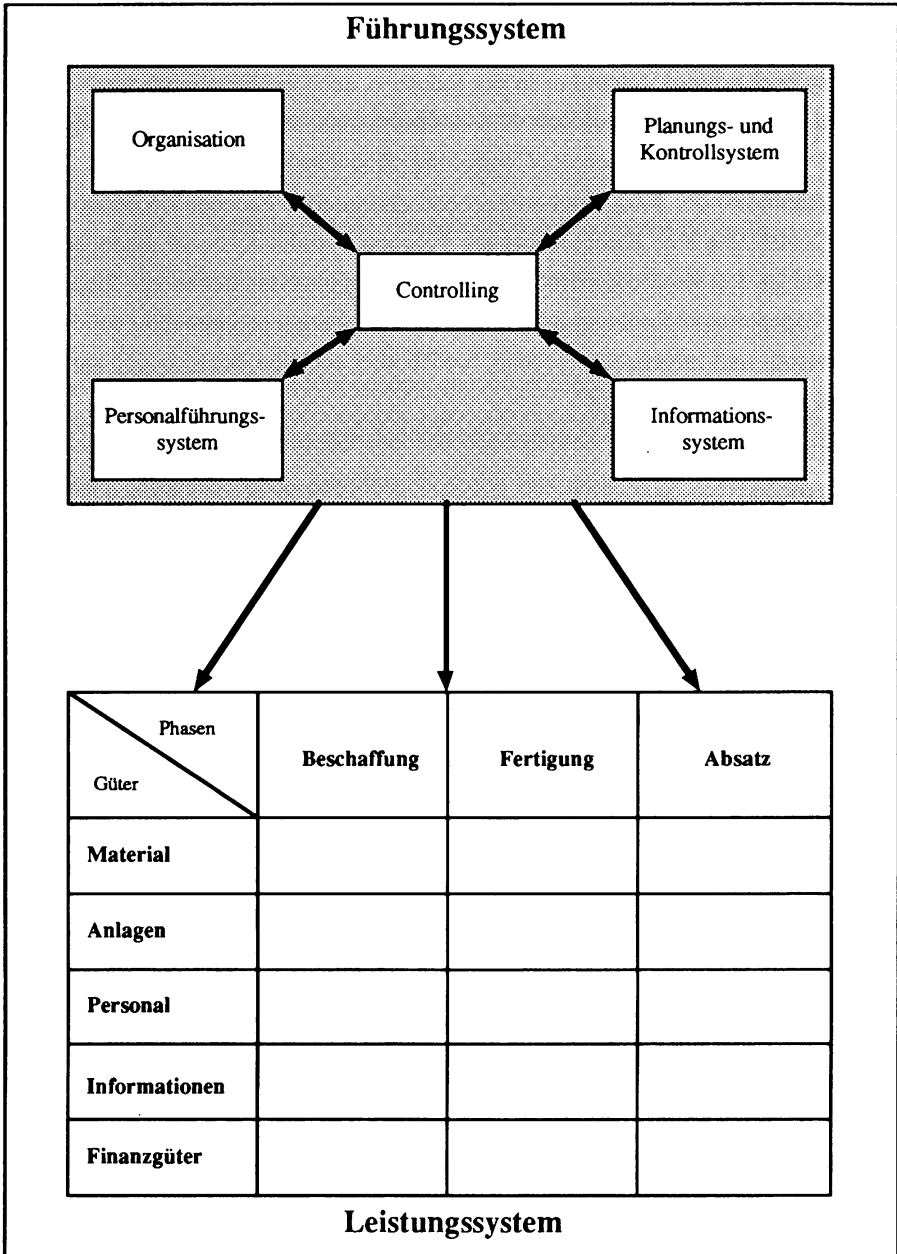 Führungssystem
Organisation
Planungs- und
Kontrollsystem
Controlling
Personalführungs-
system
Informations-
system
Phasen
Güter
Beschaffung
Fertigung
Absatz
Material
Anlagen
Personal
Informationen
Finanzgüter
Leistungssystem